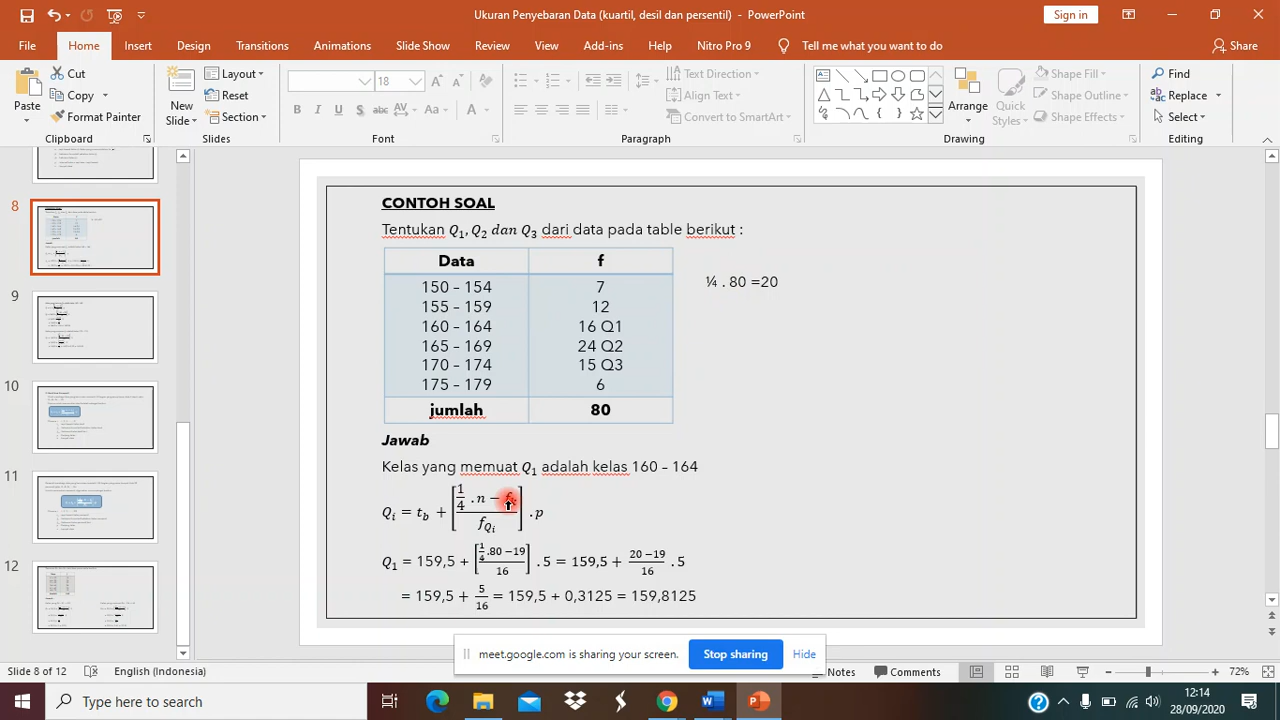 Ukuran Penyebaran Data (kuartil, desil dan persentil) - PowerPoint
Sign in
File Home Insert Design Transitions Animations Slide Show Review View Add-ins Help Nitro Pro 9 Tell me what you want to do Share
Paste
Cut
Copy
Format Painter
Clipboard
New Slide
Layout
Reset
Section
Slides
18
Font
Text Direction
Align Text
Convert to SmartArt
Paragraph
Arrange
Quick Styles
Shape Fill
Shape Outline
Shape Effects
Drawing
Find
Replace
Select
Editing
8
9
10
11
12
CONTOH SOAL
Tentukan Q₁, Q₂ dan Q₃ dari data pada table berikut :
Data f
150 – 154 7
155 – 159 12
160 – 164 16 Q1
165 – 169 24 Q2
170 – 174 15 Q3
175 – 179 6
jumlah 80
¼ . 80 =20
Jawab
Kelas yang memuat Q₁ adalah kelas 160 – 164
Qᵢ = t_b + [(1/4 . n − f) / f_Qᵢ] . p
Q₁ = 159,5 + [(1/4 .80 −19) / 16] . 5 = 159,5 + (20 −19)/16 . 5
= 159,5 + 5/16 = 159,5 + 0,3125 = 159,8125
meet.google.com is sharing your screen. Stop sharing Hide
Slide 8 of 12 English (Indonesia) Notes Comments 72%
Type here to search
12:14
28/09/2020